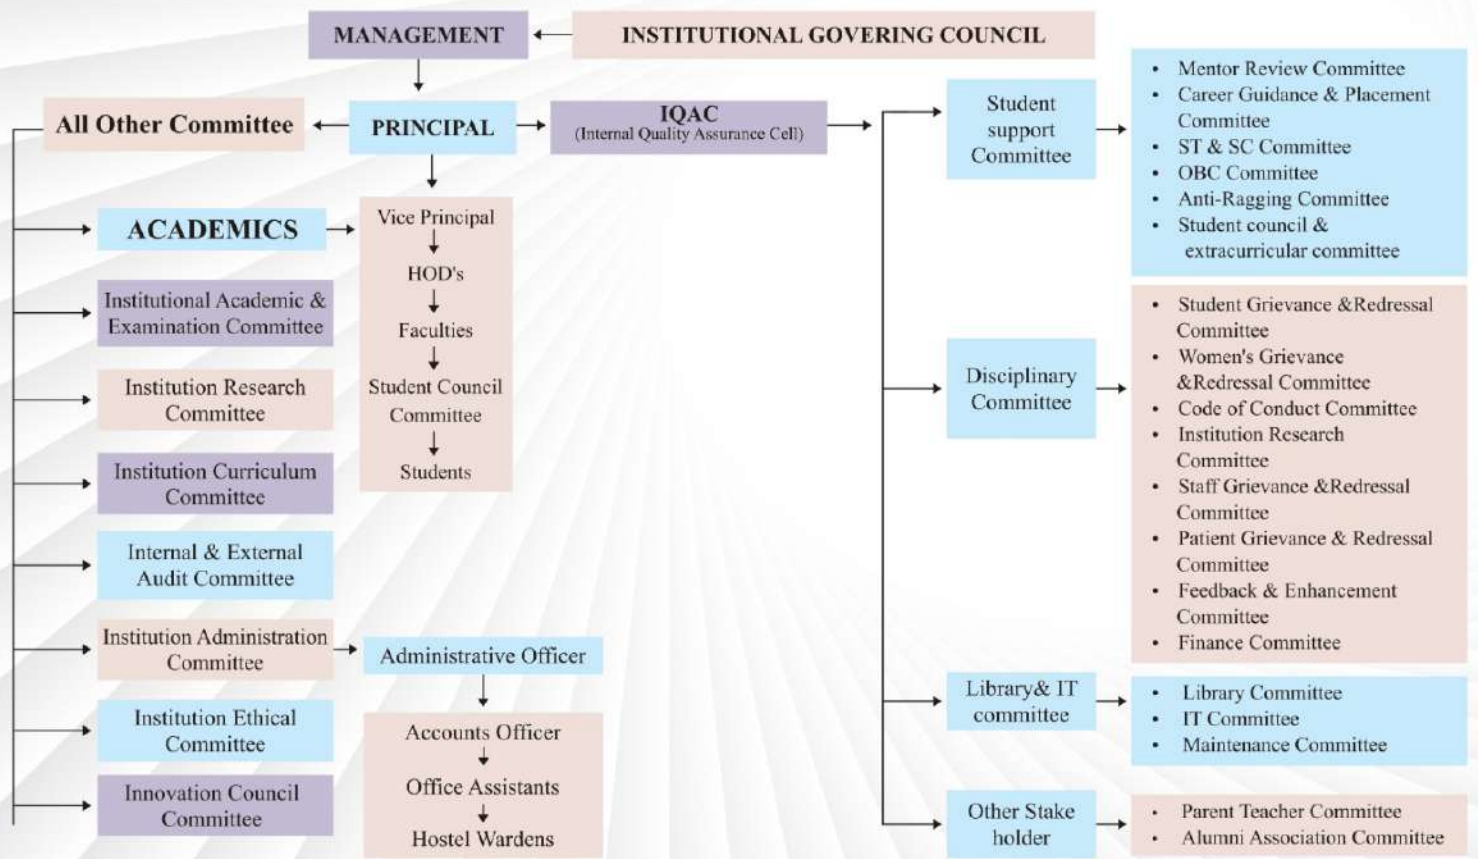 MANAGEMENT
INSTITUTIONAL GOVERING COUNCIL
All Other Committee
PRINCIPAL
IQAC
(Internal Quality Assurance Cell)
ACADEMICS
Institutional Academic &
Examination Committee
Institution Research
Committee
Institution Curriculum
Committee
Internal & External
Audit Committee
Institution Administration
Committee
Institution Ethical
Committee
Innovation Council
Committee
Vice Principal
HOD's
Faculties
Student Council
Committee
Students
Administrative Officer
Accounts Officer
Office Assistants
Hostel Wardens
Student
support
Committee
• Mentor Review Committee
• Career Guidance & Placement
Committee
• ST & SC Committee
• OBC Committee
• Anti-Ragging Committee
• Student council &
extracurricular committee
Disciplinary
Committee
• Student Grievance &Redressal
Committee
• Women's Grievance
&Redressal Committee
• Code of Conduct Committee
• Institution Research
Committee
• Staff Grievance &Redressal
Committee
• Patient Grievance & Redressal
Committee
• Feedback & Enhancement
Committee
• Finance Committee
Library& IT
committee
• Library Committee
• IT Committee
• Maintenance Committee
Other Stake
holder
• Parent Teacher Committee
• Alumni Association Committee